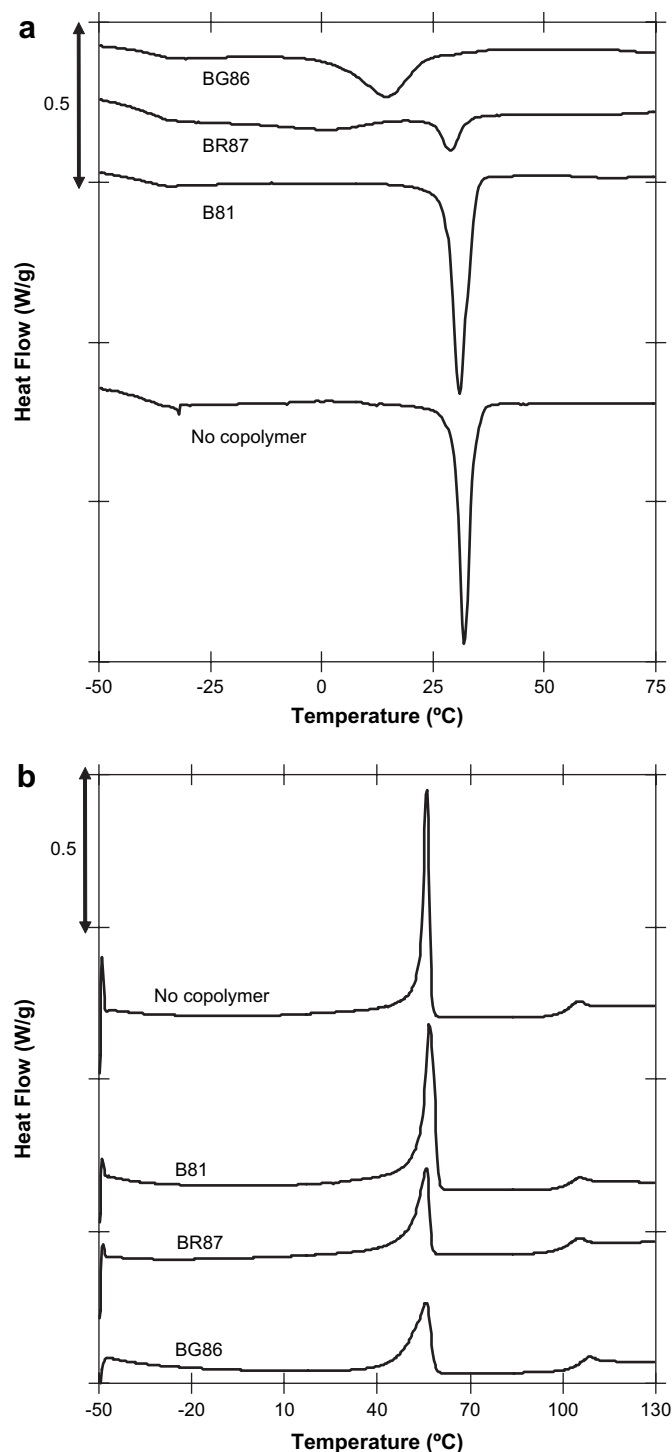 a
0.5
BG86
BR87
B81
No copolymer
Heat Flow (W/g)
-50 -25 0 25 50 75
Temperature (ºC)
b
0.5
No copolymer
B81
BR87
BG86
Heat Flow (W/g)
-50 -20 10 40 70 100 130
Temperature (ºC)